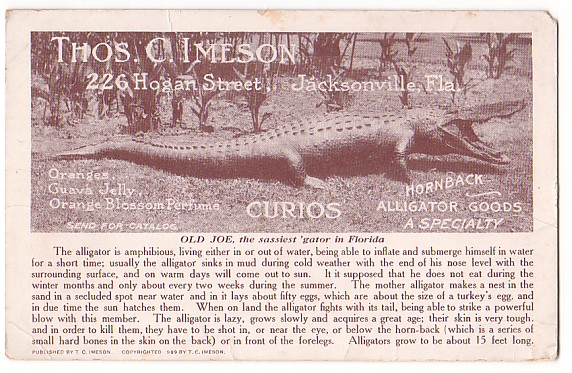 THOS. C. IMESON
226 Hogan Street, Jacksonville, Fla.
Oranges,
Guava Jelly,
Orange Blossom Perfume
SEND FOR CATALOG
CURIOS
HORNBACK
ALLIGATOR GOODS
A SPECIALTY
OLD JOE, the sassiest 'gator in Florida
The alligator is amphibious, living either in or out of water, being able to inflate and submerge himself in water
for a short time; usually the alligator sinks in mud during cold weather with the end of his nose level with the
surrounding surface, and on warm days will come out to sun. It it supposed that he does not eat during the
winter months and only about every two weeks during the summer. The mother alligator makes a nest in the
sand in a secluded spot near water and in it lays about fifty eggs, which are about the size of a turkey's egg, and
in due time the sun hatches them. When on land the alligator fights with its tail, being able to strike a powerful
blow with this member. The alligator is lazy, grows slowly and acquires a great age; their skin is very tough,
and in order to kill them, they have to be shot in, or near the eye, or below the horn-back (which is a series of
small hard bones in the skin on the back) or in front of the forelegs. Alligators grow to be about 15 feet long.
PUBLISHED BY T. C. IMESON. COPYRIGHTED BY T. C. IMESON.